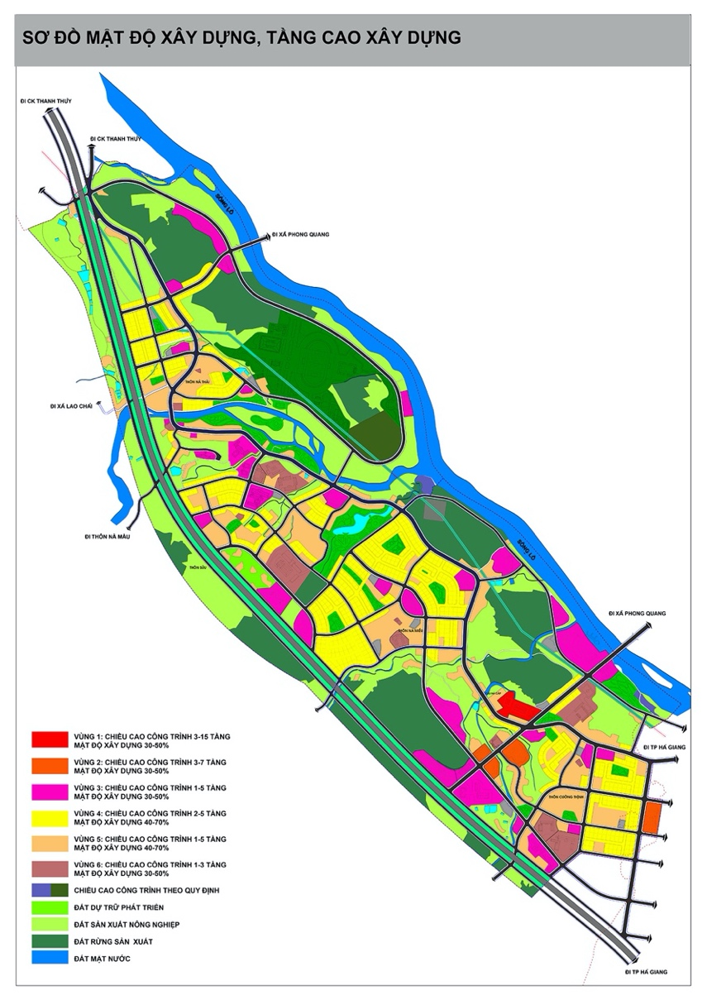 SƠ ĐỒ MẬT ĐỘ XÂY DỰNG, TẦNG CAO XÂY DỰNG
ĐI CK THANH THỦY
ĐI CK THANH THỦY
SÔNG LÔ
ĐI XÃ PHONG QUANG
THÔN NÀ THÀI
ĐI XÃ LAO CHẢI
ĐI THÔN NÀ MÂU
SÔNG LÔ
THÔN SỬU
ĐI XÃ PHONG QUANG
THÔN NÀ MIỀU
ĐI TP HÀ GIANG
THÔN CƯỜNG THỊNH
VÙNG 1: CHIỀU CAO CÔNG TRÌNH 3-15 TẦNG
MẬT ĐỘ XÂY DỰNG 30-50%
VÙNG 2: CHIỀU CAO CÔNG TRÌNH 3-7 TẦNG
MẬT ĐỘ XÂY DỰNG 30-50%
VÙNG 3: CHIỀU CAO CÔNG TRÌNH 1-5 TẦNG
MẬT ĐỘ XÂY DỰNG 30-50%
VÙNG 4: CHIỀU CAO CÔNG TRÌNH 2-5 TẦNG
MẬT ĐỘ XÂY DỰNG 40-70%
VÙNG 5: CHIỀU CAO CÔNG TRÌNH 1-5 TẦNG
MẬT ĐỘ XÂY DỰNG 40-70%
VÙNG 6: CHIỀU CAO CÔNG TRÌNH 1-3 TẦNG
MẬT ĐỘ XÂY DỰNG 30-50%
CHIỀU CAO CÔNG TRÌNH THEO QUY ĐỊNH
ĐẤT DỰ TRỮ PHÁT TRIỂN
ĐẤT SẢN XUẤT NÔNG NGHIỆP
ĐẤT RỪNG SẢN XUẤT
ĐẤT MẶT NƯỚC
ĐI TP HÀ GIANG